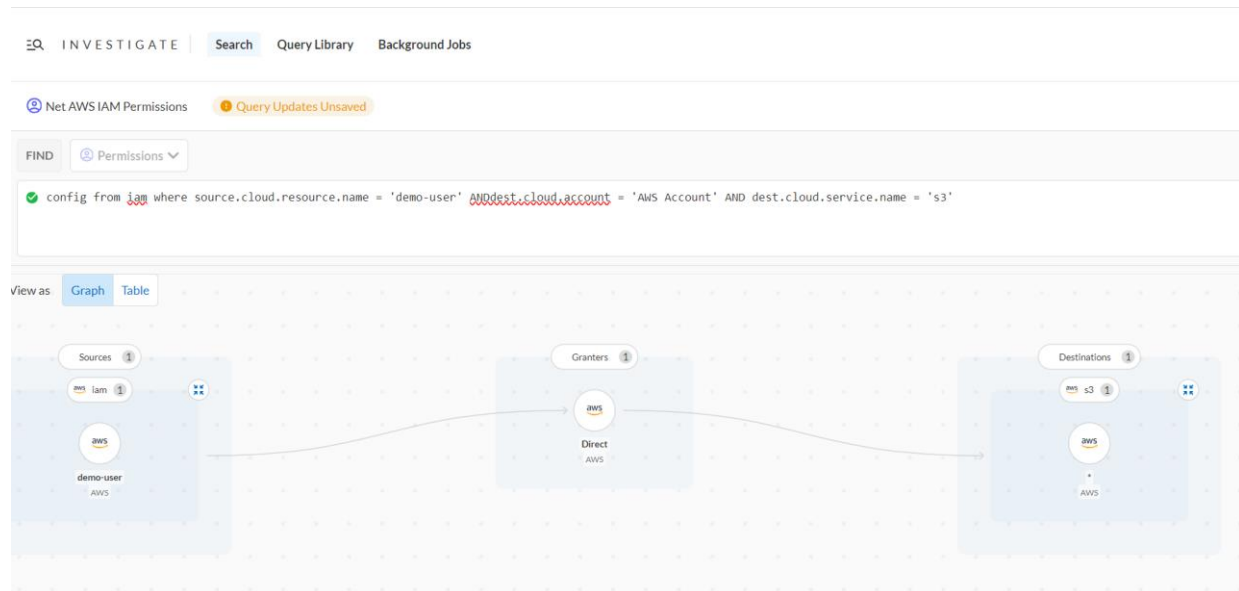 INVESTIGATE Search Query Library Background Jobs
Net AWS IAM Permissions Query Updates Unsaved
FIND Permissions
config from iam where source.cloud.resource.name = 'demo-user' ANDdest.cloud.account = 'AWS Account' AND dest.cloud.service.name = 's3'
View as Graph Table
Sources 1 Granters 1 Destinations 1
aws iam 1 aws s3 1
aws aws aws
demo-user Direct *
AWS AWS AWS